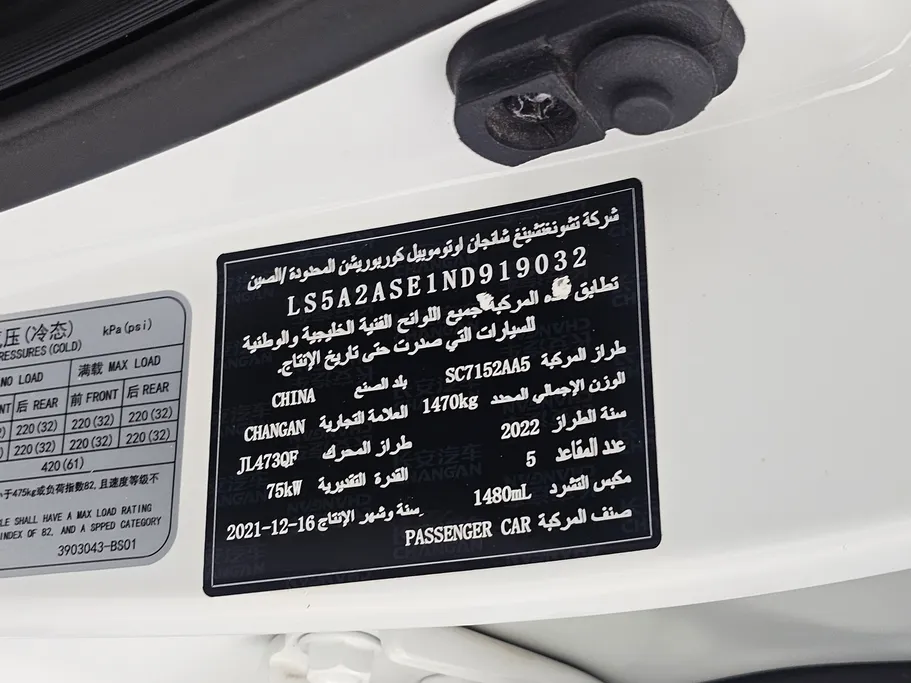 شركة تشونغتشينغ شانجان اوتوموبيل كوربوريشن المحدودة /الصين
LS5A2ASE1ND919032
تطابق هذه المركبة جميع اللوائح الفنية الخليجية والوطنية
للسيارات التي صدرت حتى تاريخ الإنتاج.
طراز المركبة SC7152AA5 بلد الصنع CHINA
الوزن الإجمالي المحدد 1470kg العلامة التجارية CHANGAN
سنة الطراز 2022 طراز المحرك JL473QF
عدد المقاعد 5 القدرة التقديرية 75kW
مكبس التشرد 1480mL سنة وشهر الإنتاج 2021-12-16
صنف المركبة PASSENGER CAR
压(冷态) kPa(psi)
PRESSURES(COLD)
NO LOAD 满载 MAX LOAD
后 REAR 前 FRONT 后 REAR
220(32) 220(32) 220(32)
220(32) 220(32) 220(32)
420(61)
小于475kg或负荷指数82,且速度等级不
SHALL HAVE A MAX LOAD RATING
INDEX OF 82, AND A SPPED CATEGORY
3903043-BS01